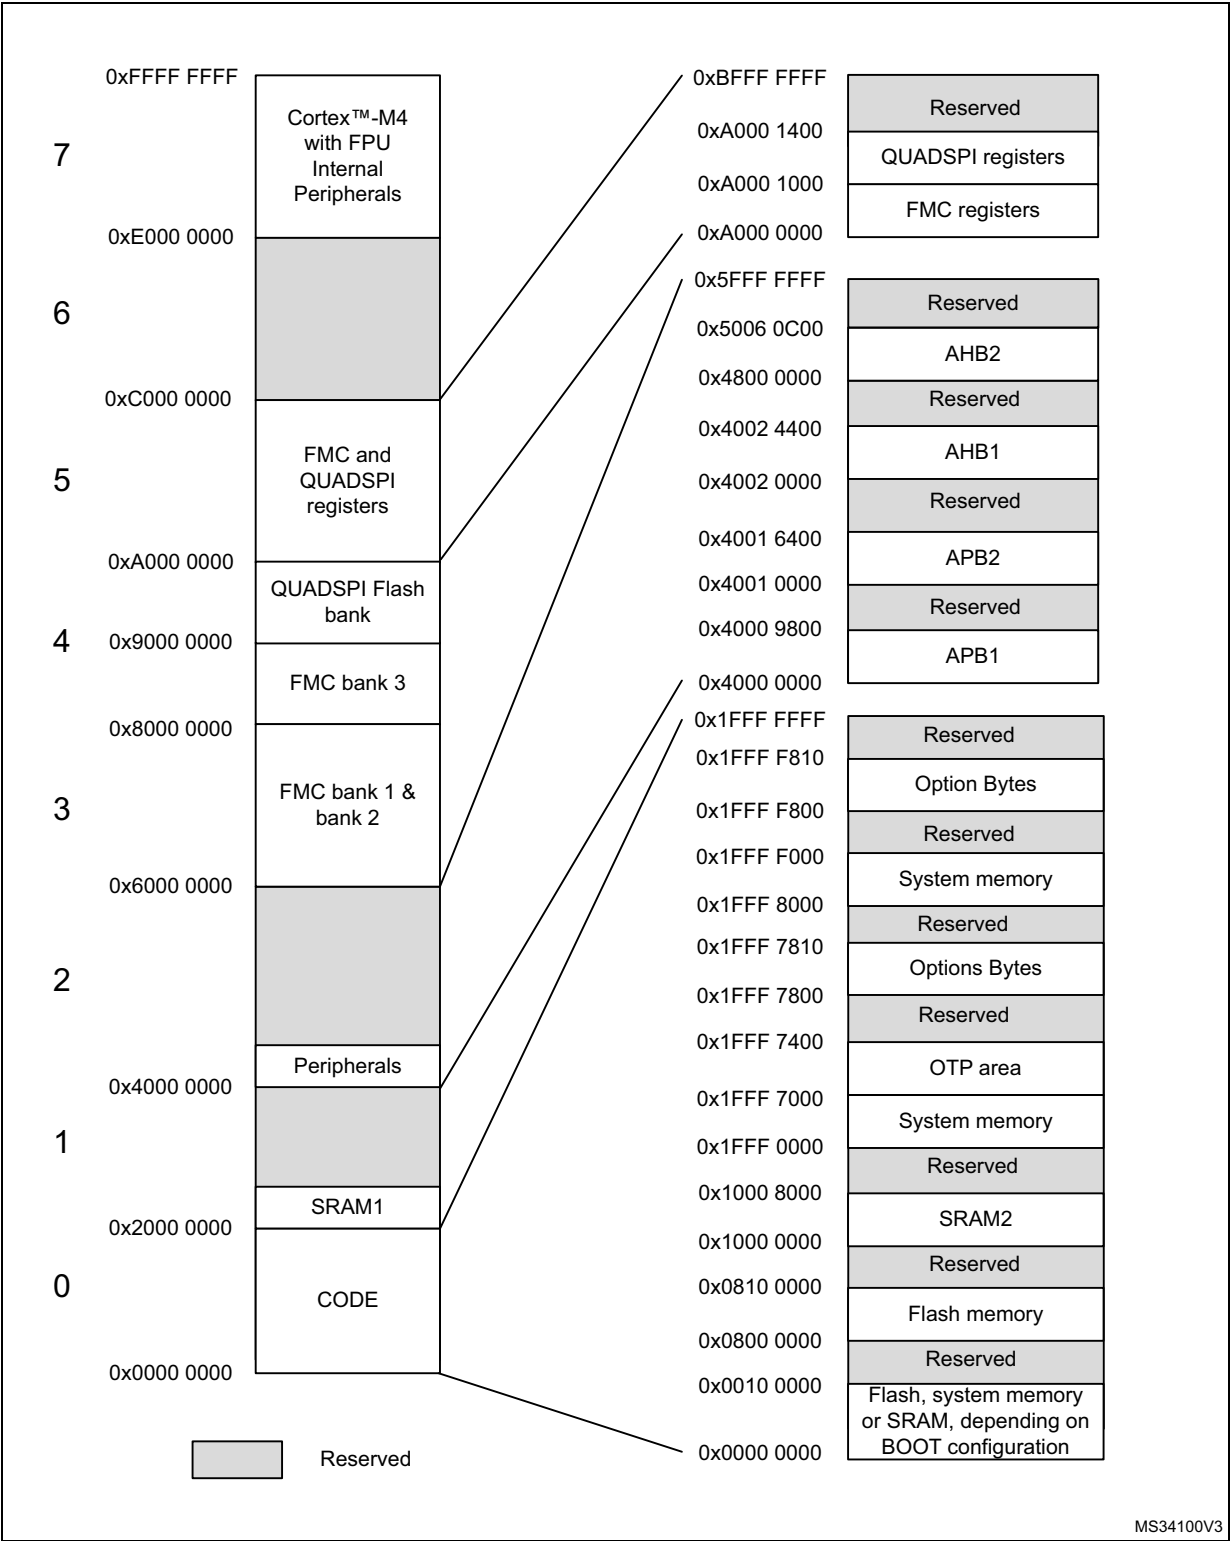 0xFFFF FFFF
Cortex™-M4
with FPU
Internal
Peripherals
7
0xE000 0000
6
0xC000 0000
FMC and
QUADSPI
registers
5
0xA000 0000
QUADSPI Flash
bank
4
0x9000 0000
FMC bank 3
0x8000 0000
FMC bank 1 &
bank 2
3
0x6000 0000
2
Peripherals
0x4000 0000
1
SRAM1
0x2000 0000
0
CODE
0x0000 0000
Reserved
0xBFFF FFFF
Reserved
0xA000 1400
QUADSPI registers
0xA000 1000
FMC registers
0xA000 0000
0x5FFF FFFF
Reserved
0x5006 0C00
AHB2
0x4800 0000
Reserved
0x4002 4400
AHB1
0x4002 0000
Reserved
0x4001 6400
APB2
0x4001 0000
Reserved
0x4000 9800
APB1
0x4000 0000
0x1FFF FFFF
Reserved
0x1FFF F810
Option Bytes
0x1FFF F800
Reserved
0x1FFF F000
System memory
0x1FFF 8000
Reserved
0x1FFF 7810
Options Bytes
0x1FFF 7800
Reserved
0x1FFF 7400
OTP area
0x1FFF 7000
System memory
0x1FFF 0000
Reserved
0x1000 8000
SRAM2
0x1000 0000
Reserved
0x0810 0000
Flash memory
0x0800 0000
Reserved
0x0010 0000
Flash, system memory
or SRAM, depending on
BOOT configuration
0x0000 0000
MS34100V3